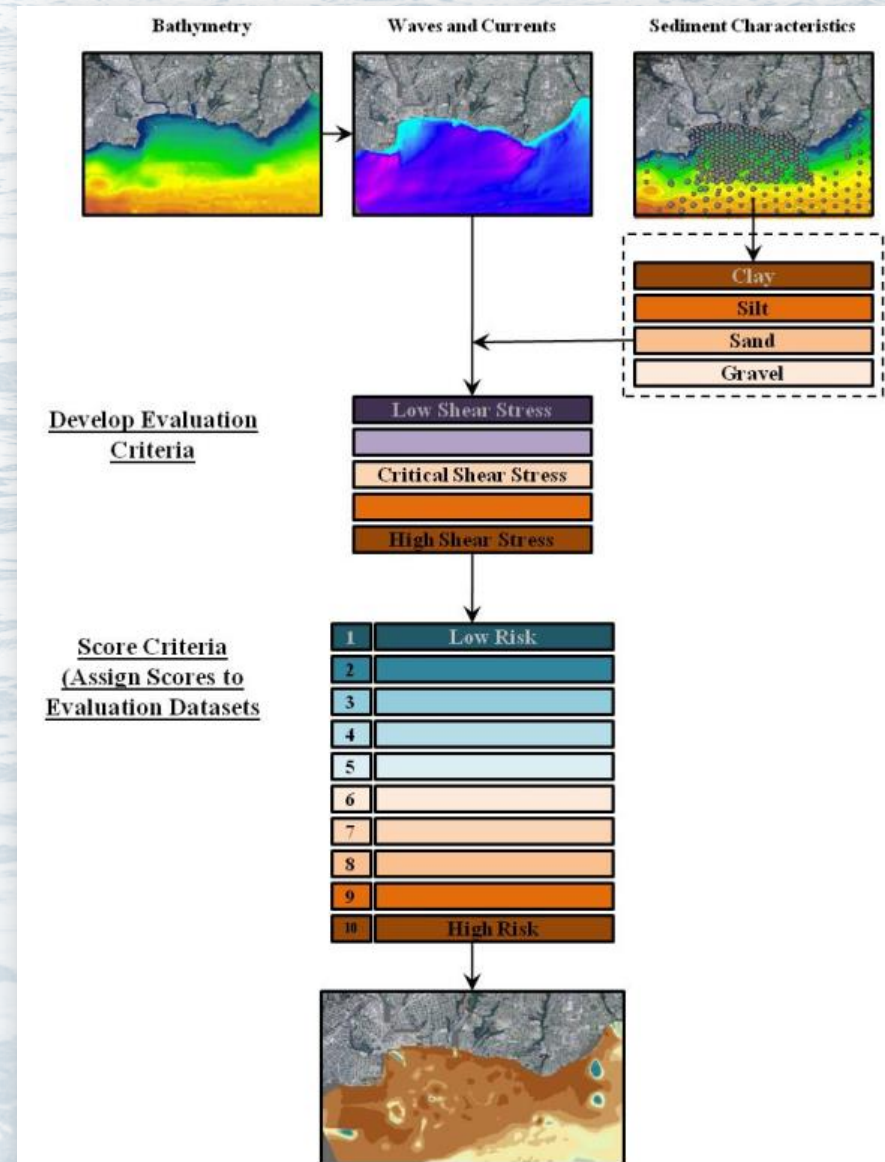 Bathymetry
Waves and Currents
Sediment Characteristics
Clay
Silt
Sand
Gravel
Develop Evaluation
Criteria
Low Shear Stress
Critical Shear Stress
High Shear Stress
Score Criteria
(Assign Scores to
Evaluation Datasets
1 Low Risk
2
3
4
5
6
7
8
9
10 High Risk